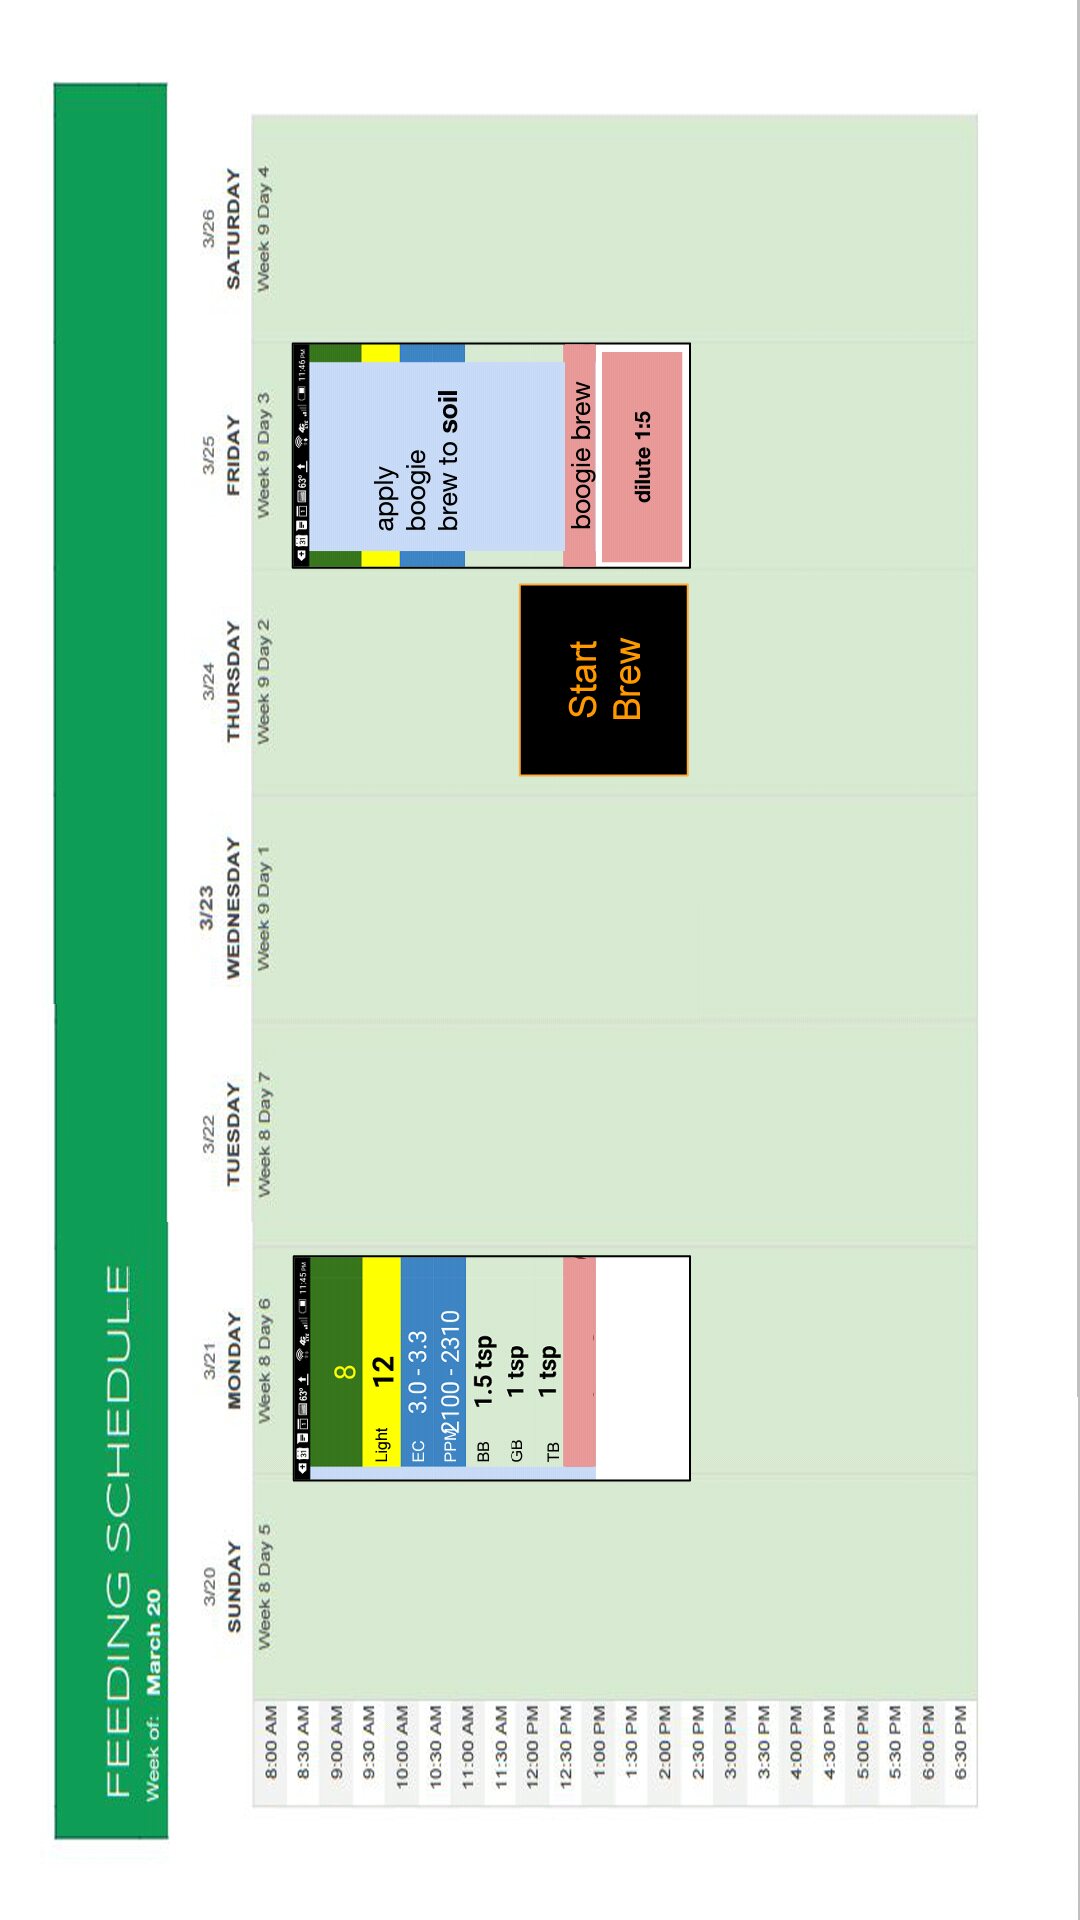 FEEDING SCHEDULE
Week of: March 20
3/20
SUNDAY
3/21
MONDAY
3/22
TUESDAY
3/23
WEDNESDAY
3/24
THURSDAY
3/25
FRIDAY
3/26
SATURDAY
Week 8 Day 5
Week 8 Day 6
Week 8 Day 7
Week 9 Day 1
Week 9 Day 2
Week 9 Day 3
Week 9 Day 4
8:00 AM
8:30 AM
9:00 AM
9:30 AM
10:00 AM
10:30 AM
11:00 AM
11:30 AM
12:00 PM
12:30 PM
1:00 PM
1:30 PM
2:00 PM
2:30 PM
3:00 PM
3:30 PM
4:00 PM
4:30 PM
5:00 PM
5:30 PM
6:00 PM
6:30 PM
31 63° 4G 11:45 PM
8
Light 12
EC 3.0 - 3.3
PPM 2100 - 2310
BB 1.5 tsp
GB 1 tsp
TB 1 tsp
Start
Brew
31 63° 4G 11:46 PM
apply
boogie
brew to soil
boogie brew
dilute 1:5